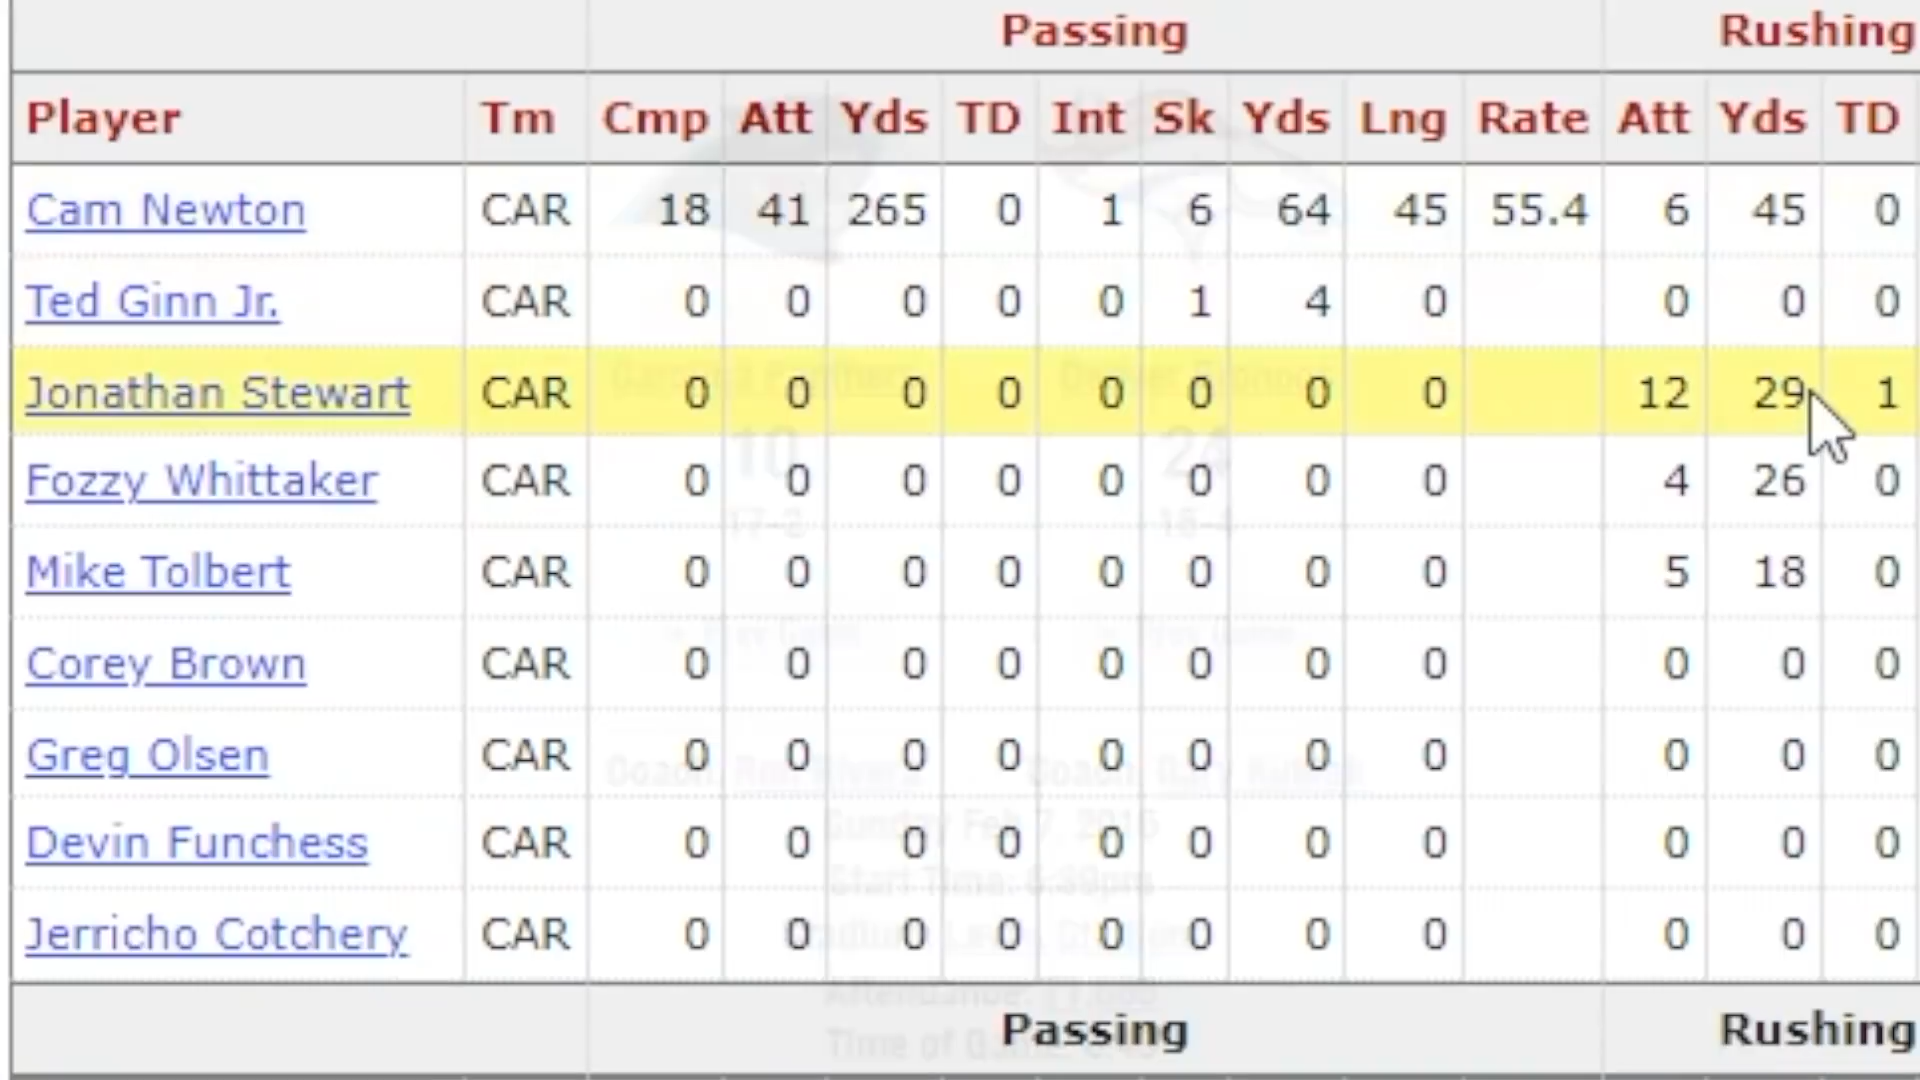 Passing Rushing
Player Tm Cmp Att Yds TD Int Sk Yds Lng Rate Att Yds TD
Cam Newton CAR 18 41 265 0 1 6 64 45 55.4 6 45 0
Ted Ginn Jr. CAR 0 0 0 0 0 1 4 0 0 0 0
Jonathan Stewart CAR 0 0 0 0 0 0 0 0 12 29 1
Fozzy Whittaker CAR 0 0 0 0 0 0 0 0 4 26 0
Mike Tolbert CAR 0 0 0 0 0 0 0 0 5 18 0
Corey Brown CAR 0 0 0 0 0 0 0 0 0 0 0
Greg Olsen CAR 0 0 0 0 0 0 0 0 0 0 0
Devin Funchess CAR 0 0 0 0 0 0 0 0 0 0 0
Jerricho Cotchery CAR 0 0 0 0 0 0 0 0 0 0 0
Passing Rushing